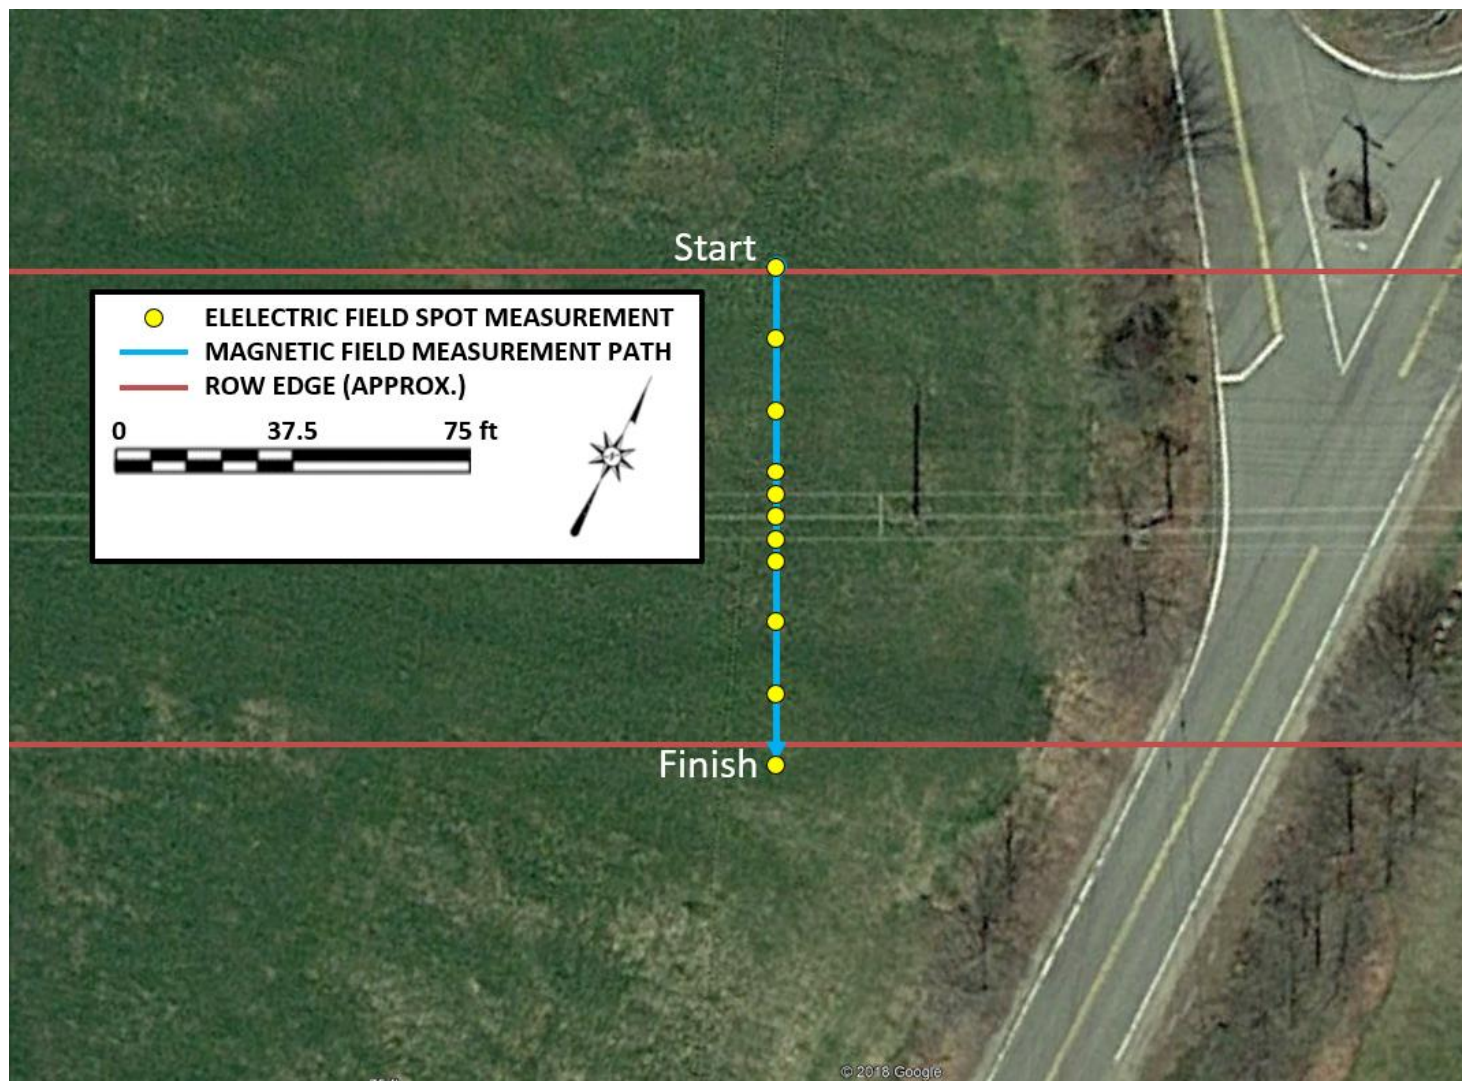 Start
ELELECTRIC FIELD SPOT MEASUREMENT
MAGNETIC FIELD MEASUREMENT PATH
ROW EDGE (APPROX.)
0 37.5 75 ft
Finish
© 2018 Google